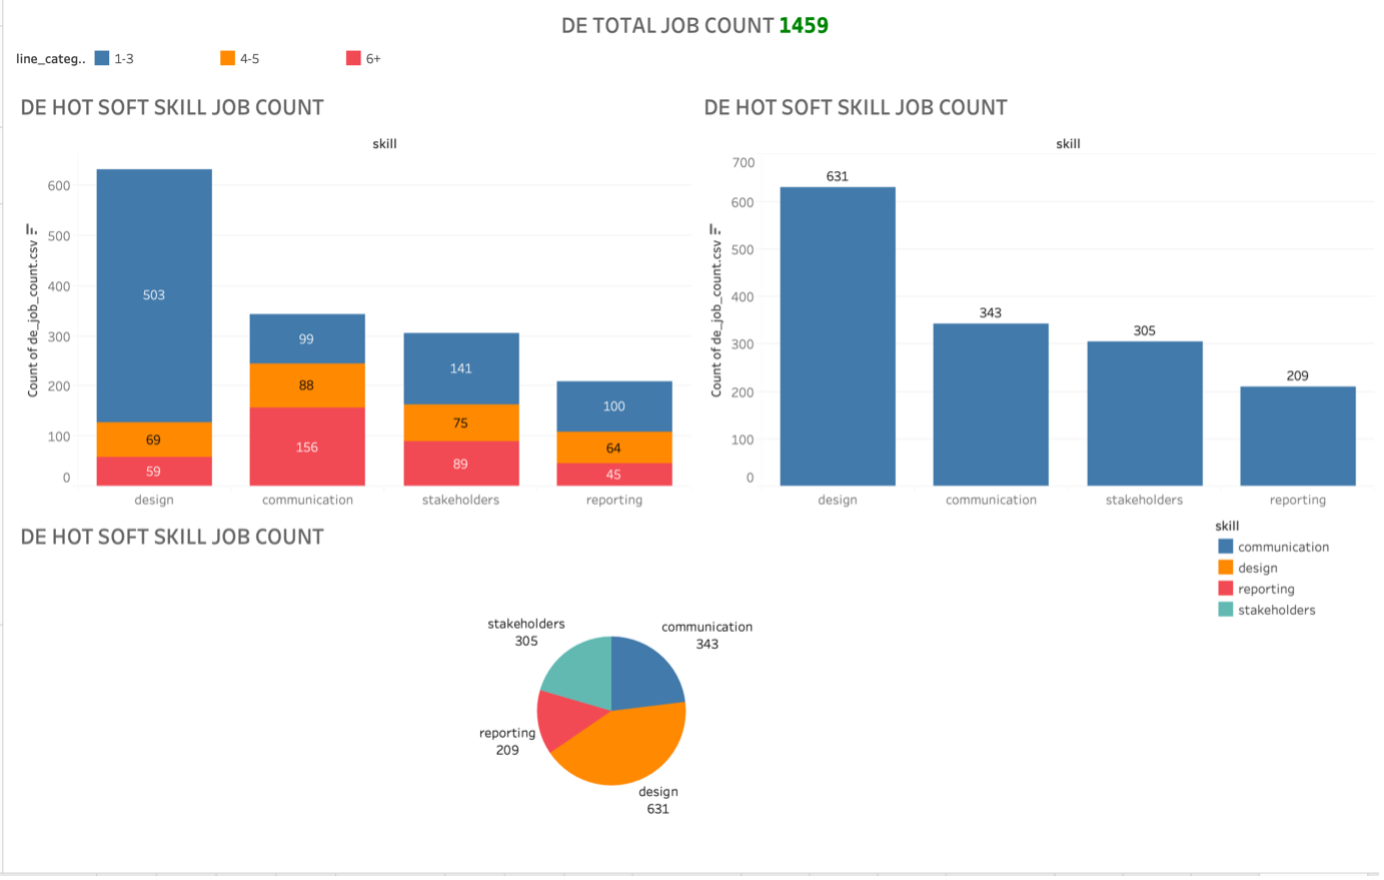 DE TOTAL JOB COUNT 1459
line_categ.. 1-3 4-5 6+
DE HOT SOFT SKILL JOB COUNT
skill
Count of de_job_count.csv
600
500
400
300
200
100
0
503
69
59
99
88
156
141
75
89
100
64
45
design communication stakeholders reporting
DE HOT SOFT SKILL JOB COUNT
skill
Count of de_job_count.csv
700
600
500
400
300
200
100
0
631
343
305
209
design communication stakeholders reporting
DE HOT SOFT SKILL JOB COUNT
skill
communication
design
reporting
stakeholders
stakeholders
305
communication
343
reporting
209
design
631